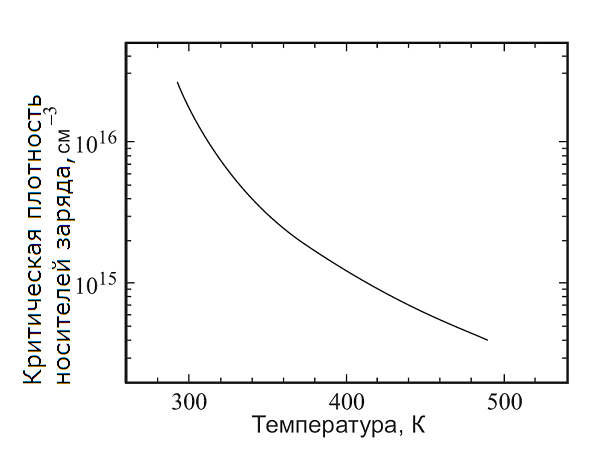 Критическая плотность
носителей заряда, см⁻³
10¹⁶
10¹⁵
300 400 500
Температура, К